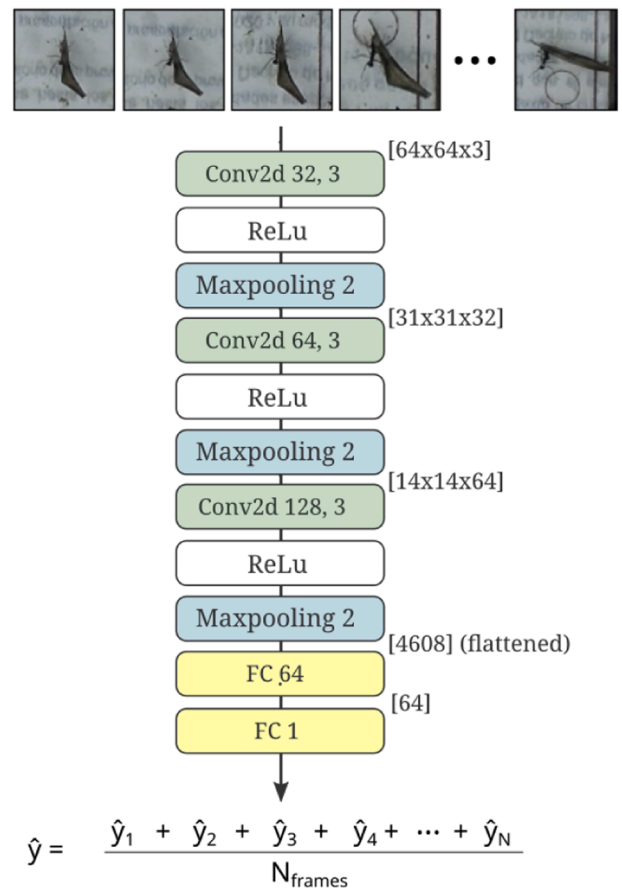 [64x64x3]
Conv2d 32, 3
ReLu
Maxpooling 2
[31x31x32]
Conv2d 64, 3
ReLu
Maxpooling 2
[14x14x64]
Conv2d 128, 3
ReLu
Maxpooling 2
[4608] (flattened)
FC 64
[64]
FC 1
ŷ = ŷ₁ + ŷ₂ + ŷ₃ + ŷ₄ + ··· + ŷN
Nframes